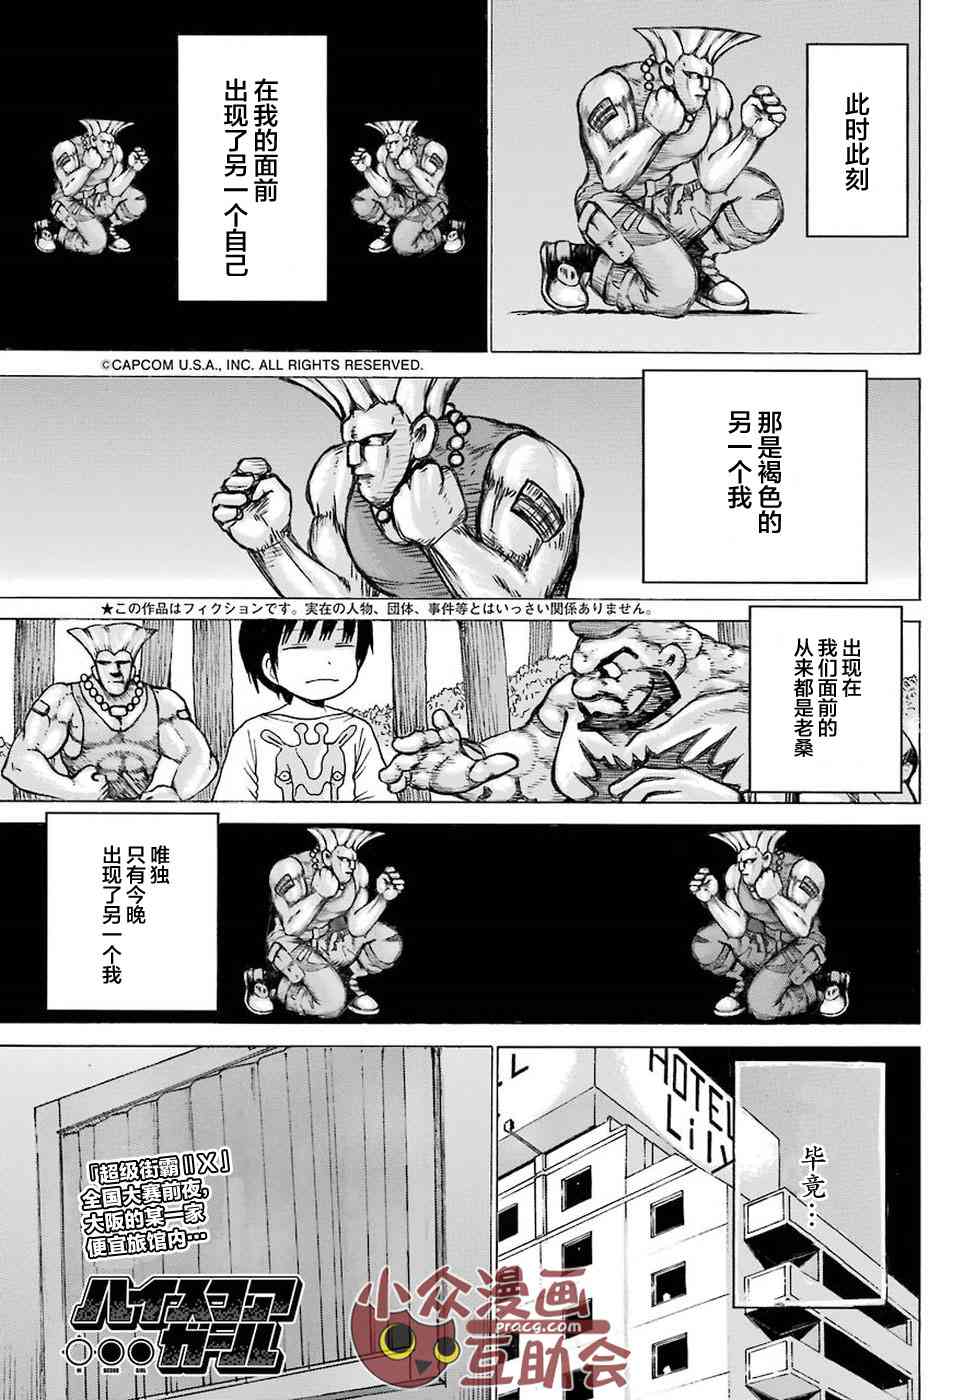 此时此刻
在我的面前
出现了另一个自己
©CAPCOM U.S.A., INC. ALL RIGHTS RESERVED.
那是褐色的
另一个我
★この作品はフィクションです。実在の人物、団体、事件等とはいっさい関係ありません。
出现在
我们面前的
从来都是老桑
唯独
只有今晚
出现了另一个我
毕竟…
HOTEL
Lil
「超级街霸ⅡX」
全国大赛前夜,
大阪的某一家
便宜旅馆内…
ハイスコア
ガール
HI SCORE GIRL
小众漫画
pracg.com
互助会